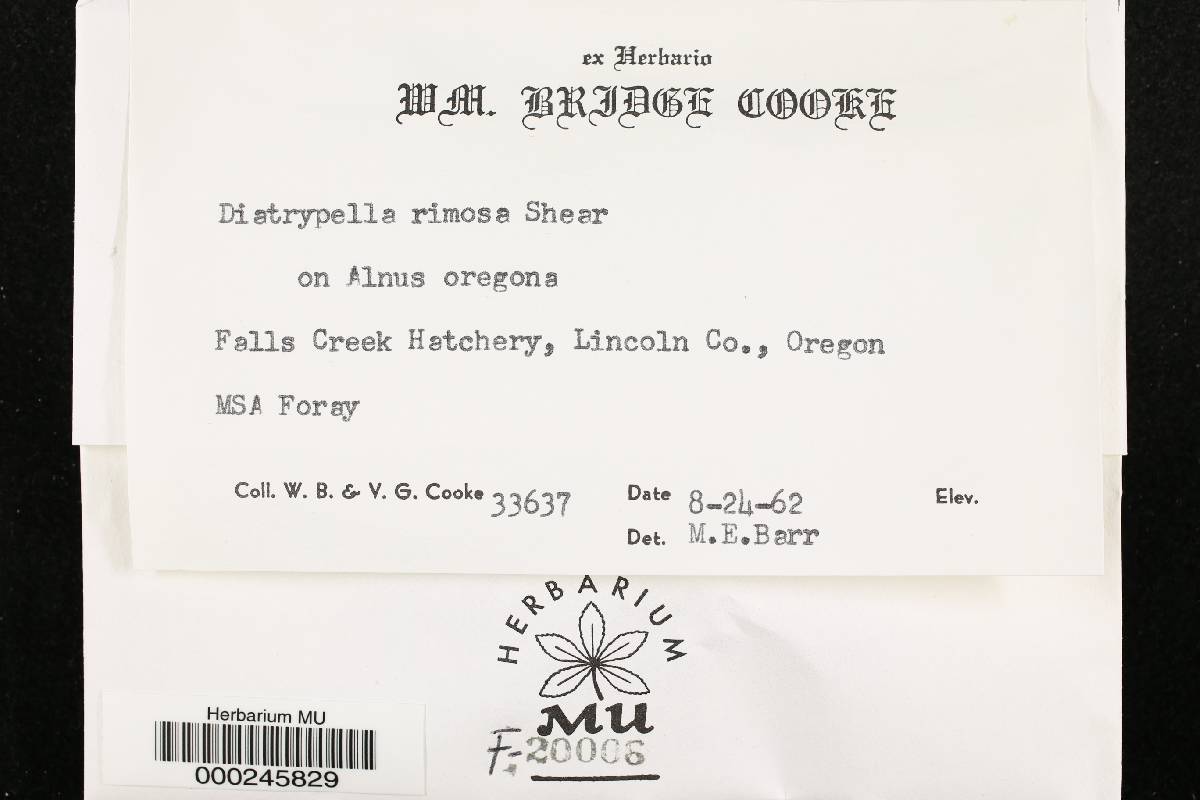 ex Herbario
WM. BRIDGE COOKE
Diatrypella rimosa Shear
on Alnus oregona
Falls Creek Hatchery, Lincoln Co., Oregon
MSA Foray
Coll. W. B. & V. G. Cooke 33637 Date 8-24-62 Elev.
Det. M.E.Barr
HERBARIUM
MU
F-20006
Herbarium MU
000245829